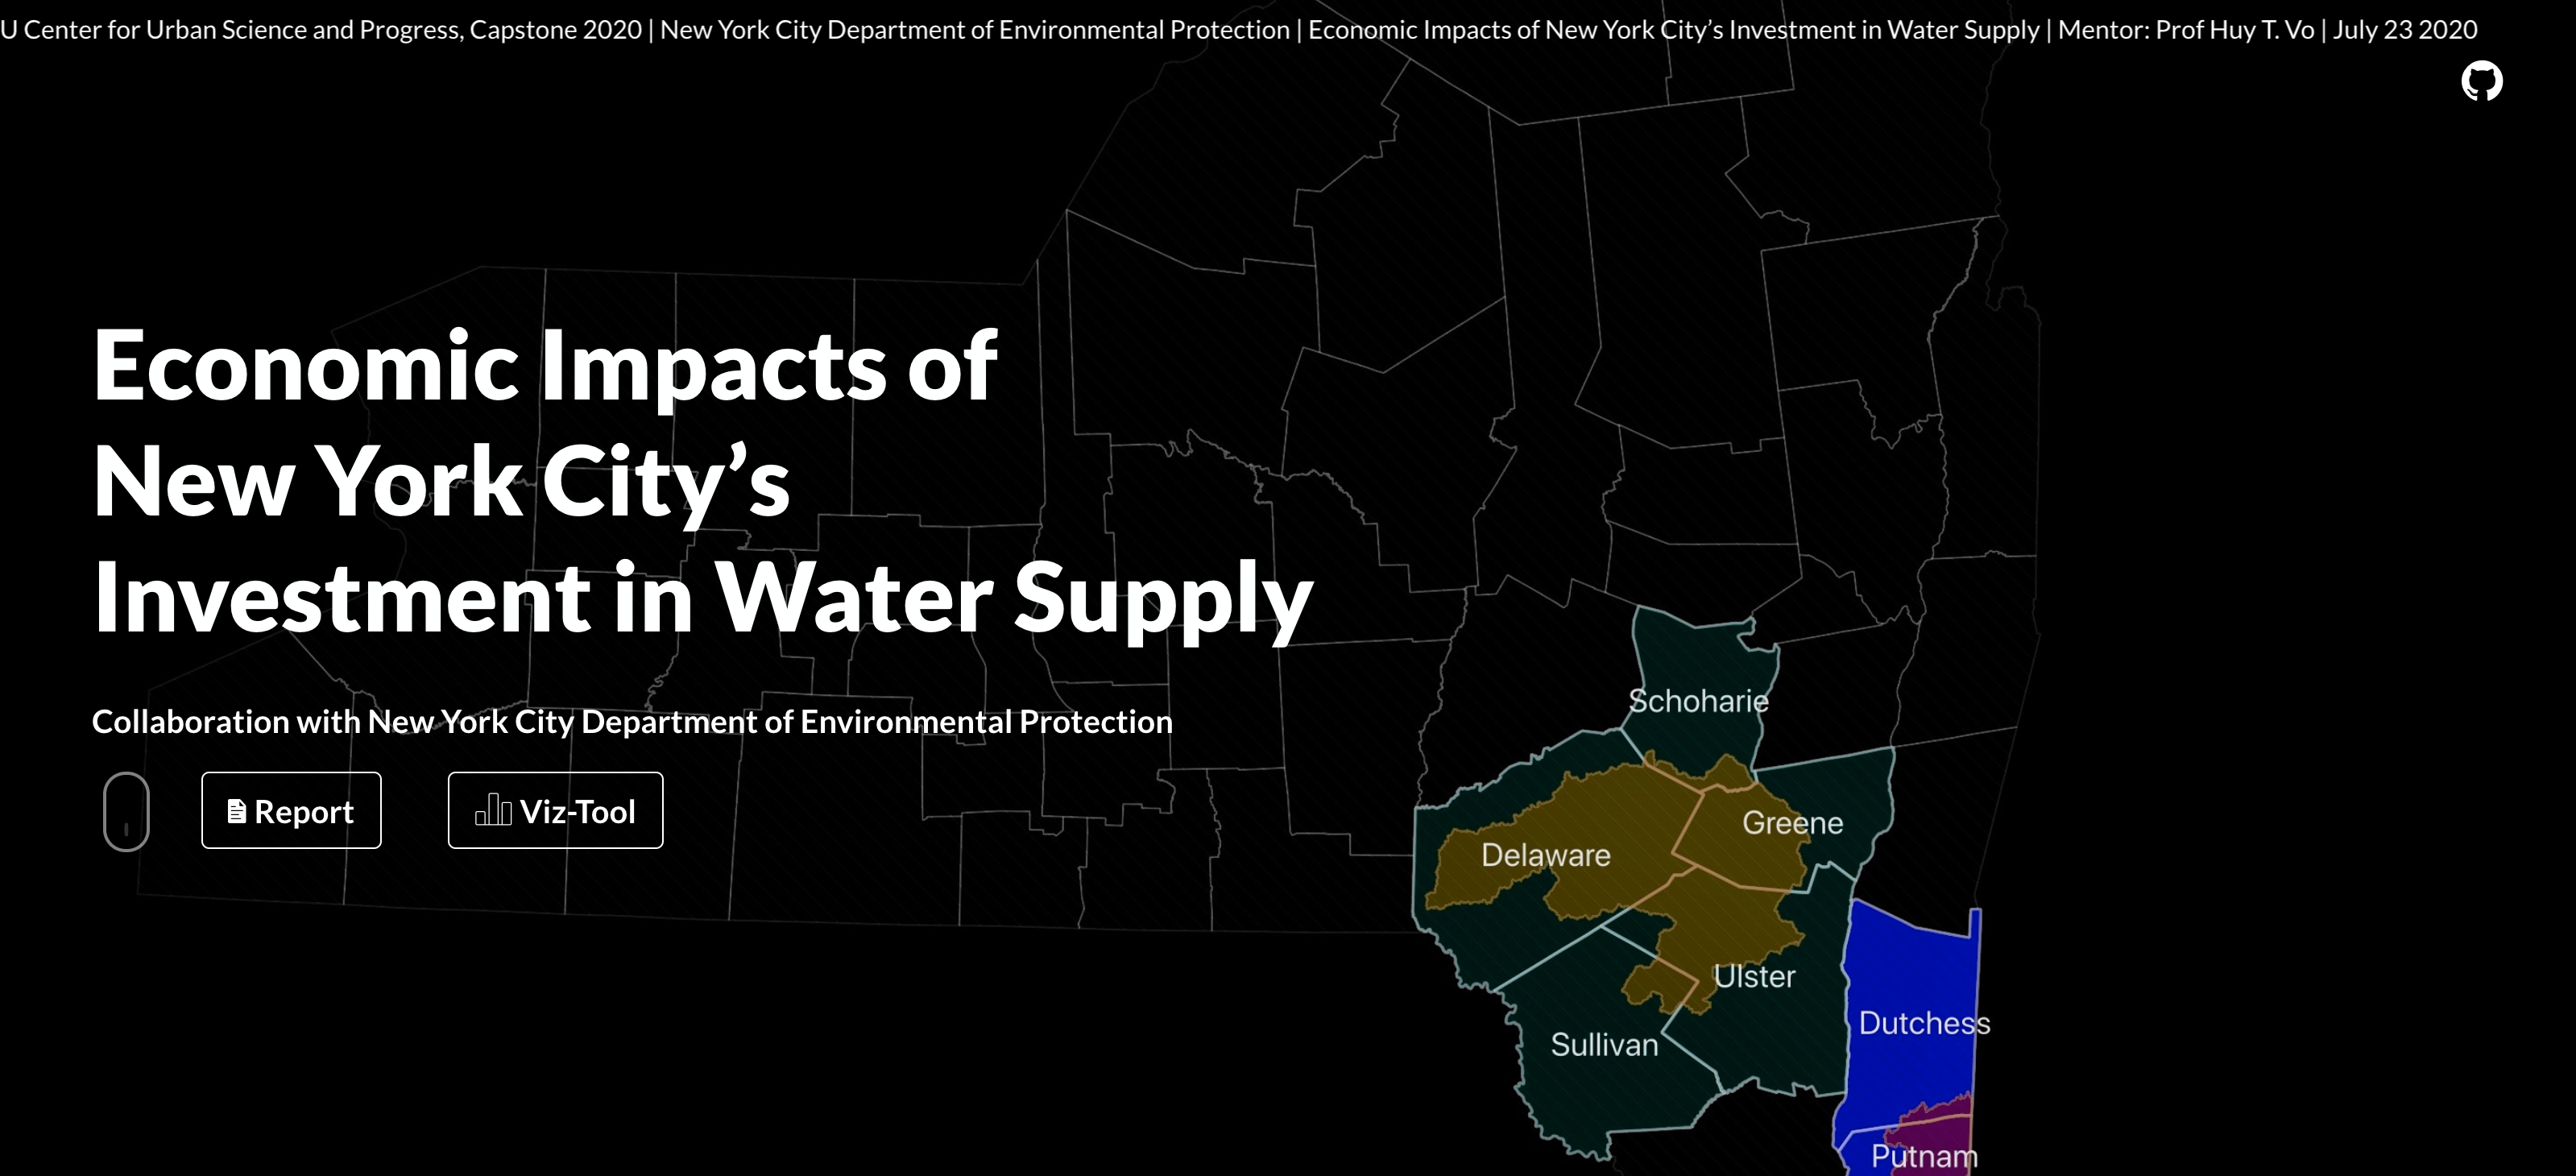 U Center for Urban Science and Progress, Capstone 2020 | New York City Department of Environmental Protection | Economic Impacts of New York City’s Investment in Water Supply | Mentor: Prof Huy T. Vo | July 23 2020
Economic Impacts of
New York City’s
Investment in Water Supply
Collaboration with New York City Department of Environmental Protection
Report
Viz-Tool
Schoharie
Greene
Delaware
Ulster
Dutchess
Sullivan
Putnam